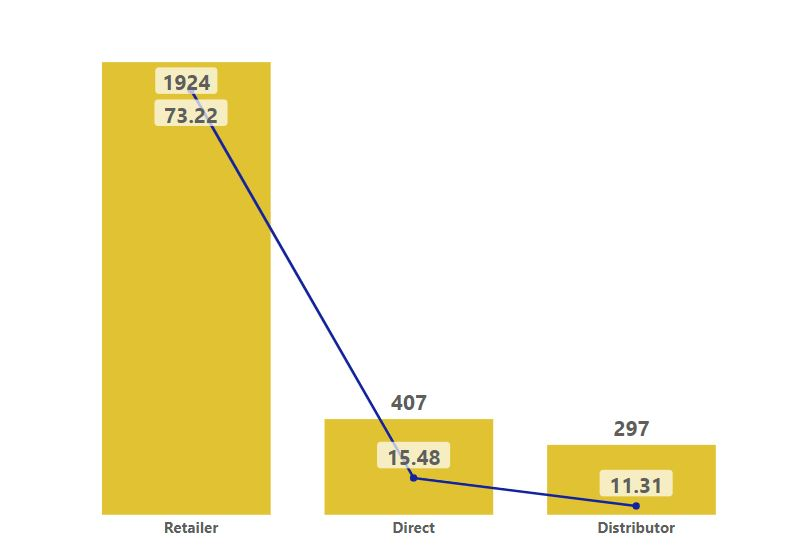 1924
73.22
407
15.48
297
11.31
Retailer
Direct
Distributor